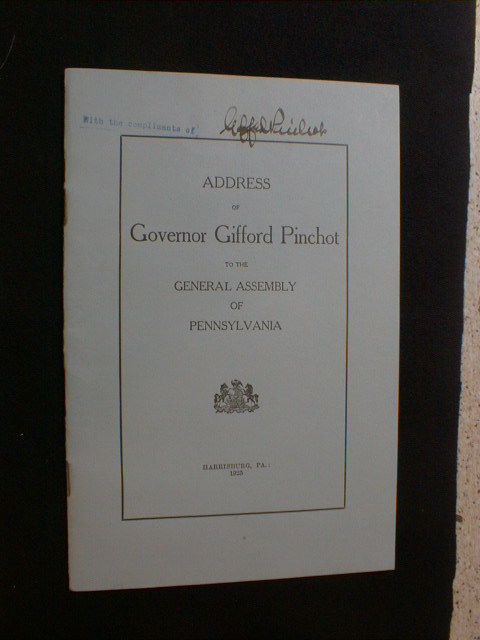 With the compliments of Gifford Pinchot
ADDRESS
OF
Governor Gifford Pinchot
TO THE
GENERAL ASSEMBLY
OF
PENNSYLVANIA
HARRISBURG, PA.:
1925